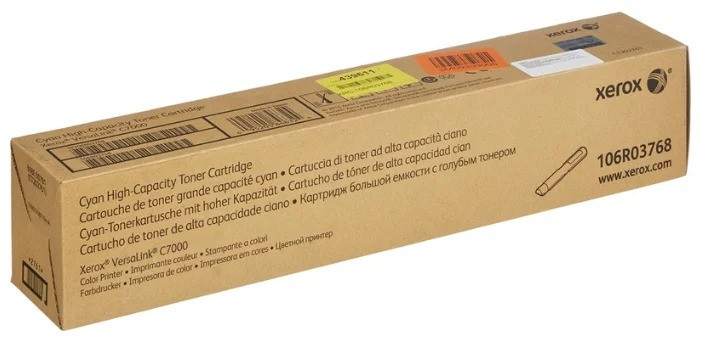 Cyan High-Capacity Toner Cartridge
Xerox® VersaLink® C7000
439611
106R03768
xerox
xerox
106R03768
www.xerox.com
Cyan High-Capacity Toner Cartridge • Cartuccia di toner ad alta capacità ciano
Cartouche de toner grande capacité cyan • Cartucho de tóner de alta capacidad cian
Cyan-Tonerkartusche mit hoher Kapazität • Картридж большой емкости с голубым тонером
Cartucho de toner de alta capacidade ciano
Xerox® VersaLink® C7000
Color Printer • Imprimante couleur • Stampante a colori
Farbdrucker • Impresora de color • Impressora em cores • Цветной принтер